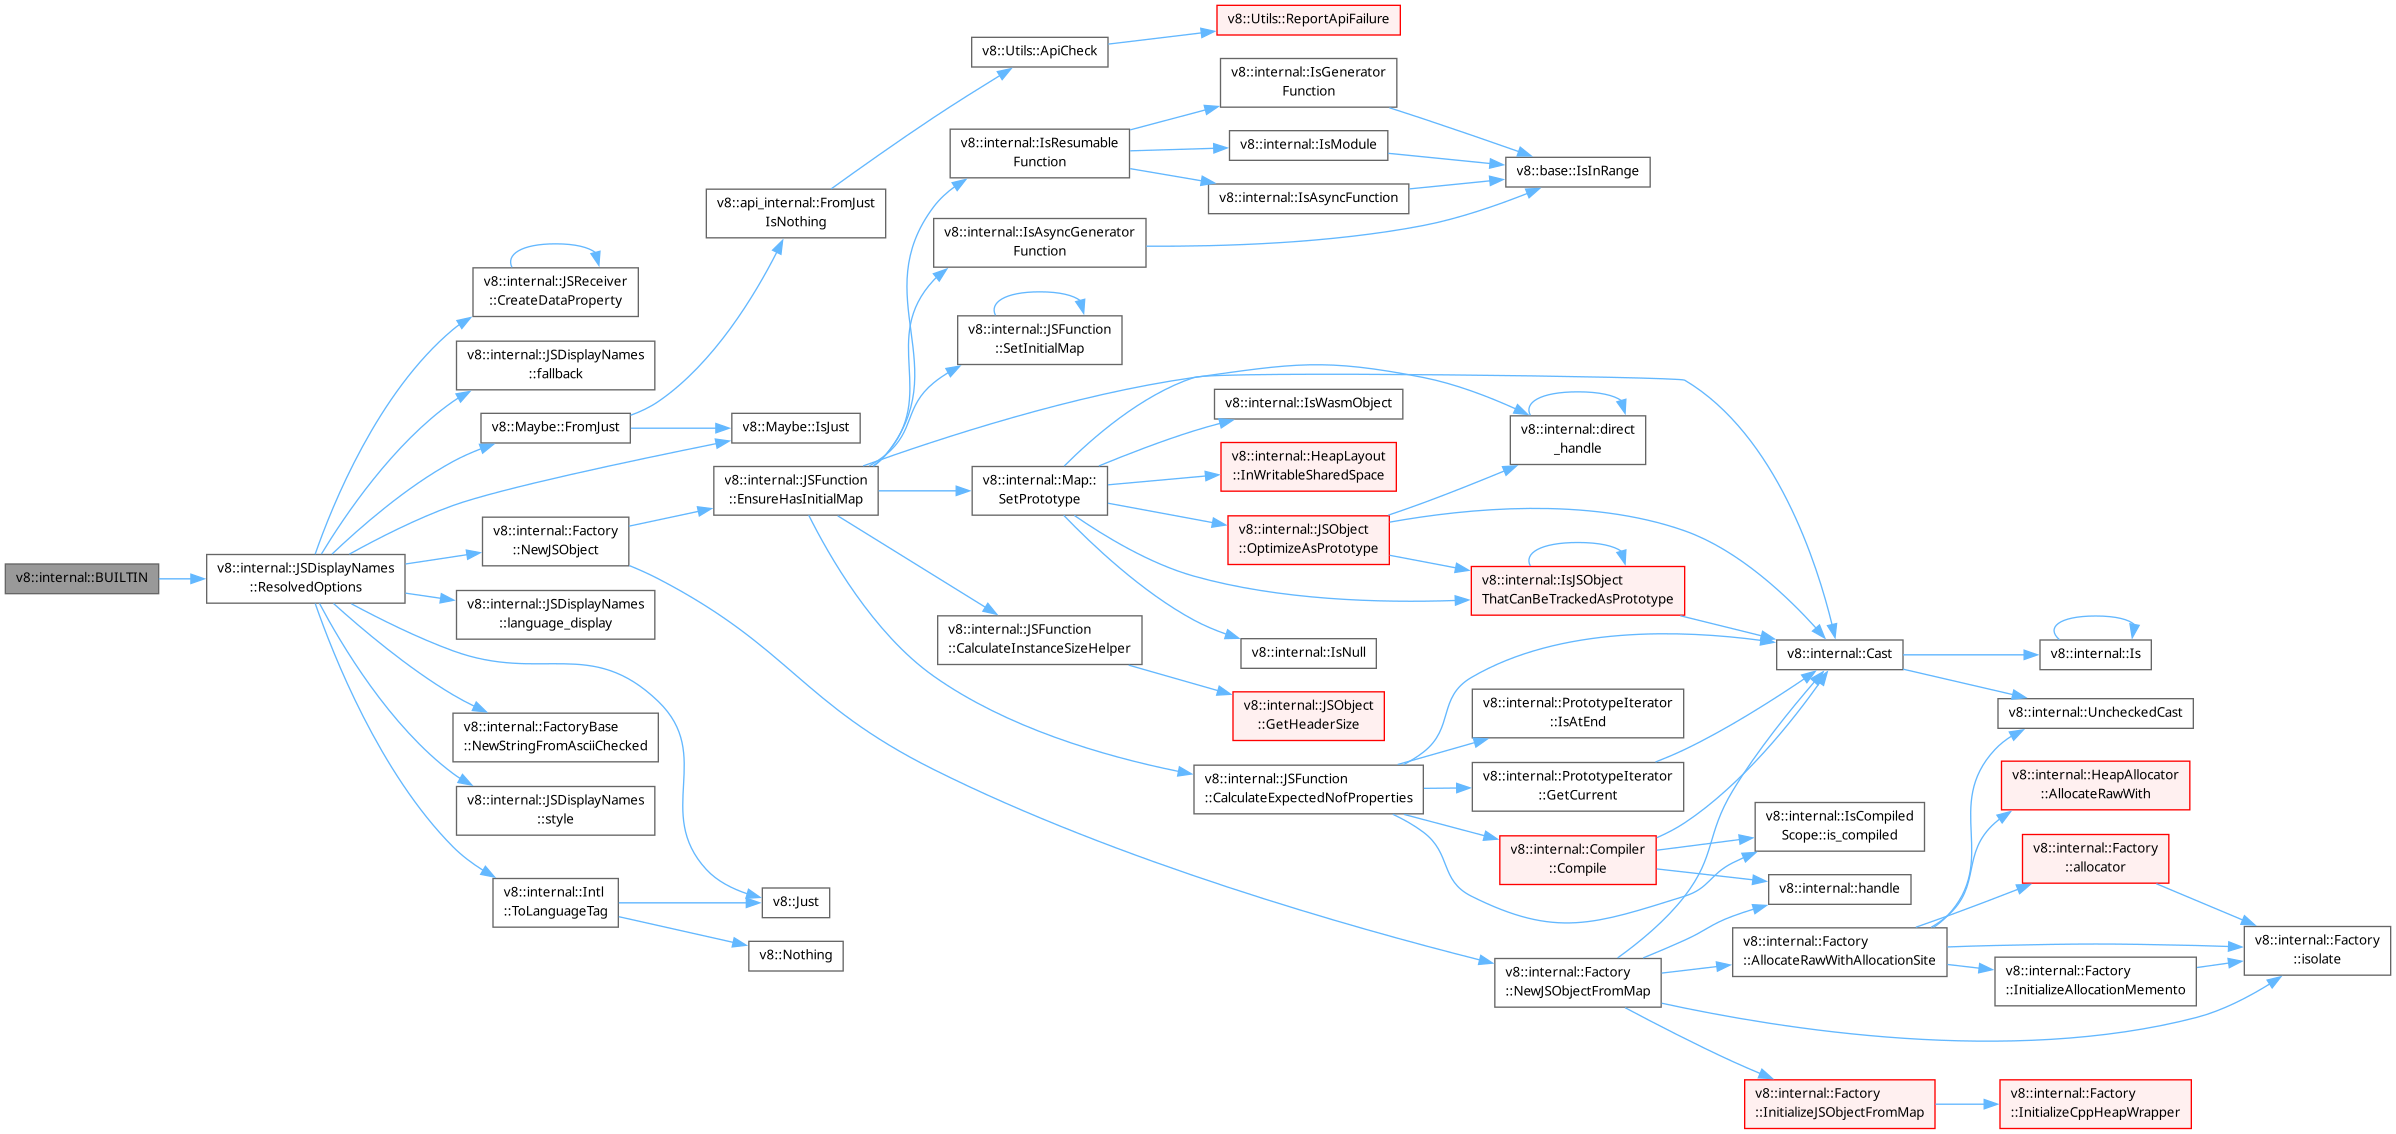 v8::internal::BUILTIN
v8::internal::JSDisplayNames
::ResolvedOptions
v8::internal::JSReceiver
::CreateDataProperty
v8::internal::JSDisplayNames
::fallback
v8::Maybe::FromJust
v8::internal::Factory
::NewJSObject
v8::internal::JSDisplayNames
::language_display
v8::internal::FactoryBase
::NewStringFromAsciiChecked
v8::internal::JSDisplayNames
::style
v8::internal::Intl
::ToLanguageTag
v8::api_internal::FromJust
IsNothing
v8::Maybe::IsJust
v8::internal::JSFunction
::EnsureHasInitialMap
v8::Just
v8::Nothing
v8::Utils::ApiCheck
v8::internal::IsResumable
Function
v8::internal::IsAsyncGenerator
Function
v8::internal::JSFunction
::SetInitialMap
v8::internal::Map::
SetPrototype
v8::internal::JSFunction
::CalculateInstanceSizeHelper
v8::Utils::ReportApiFailure
v8::internal::IsGenerator
Function
v8::internal::IsModule
v8::internal::IsAsyncFunction
v8::internal::IsWasmObject
v8::internal::HeapLayout
::InWritableSharedSpace
v8::internal::JSObject
::OptimizeAsPrototype
v8::internal::IsNull
v8::internal::JSObject
::GetHeaderSize
v8::internal::JSFunction
::CalculateExpectedNofProperties
v8::base::IsInRange
v8::internal::direct
_handle
v8::internal::IsJSObject
ThatCanBeTrackedAsPrototype
v8::internal::PrototypeIterator
::IsAtEnd
v8::internal::PrototypeIterator
::GetCurrent
v8::internal::Compiler
::Compile
v8::internal::Factory
::NewJSObjectFromMap
v8::internal::Cast
v8::internal::IsCompiled
Scope::is_compiled
v8::internal::handle
v8::internal::Factory
::AllocateRawWithAllocationSite
v8::internal::Factory
::InitializeJSObjectFromMap
v8::internal::Is
v8::internal::UncheckedCast
v8::internal::HeapAllocator
::AllocateRawWith
v8::internal::Factory
::allocator
v8::internal::Factory
::InitializeAllocationMemento
v8::internal::Factory
::InitializeCppHeapWrapper
v8::internal::Factory
::isolate